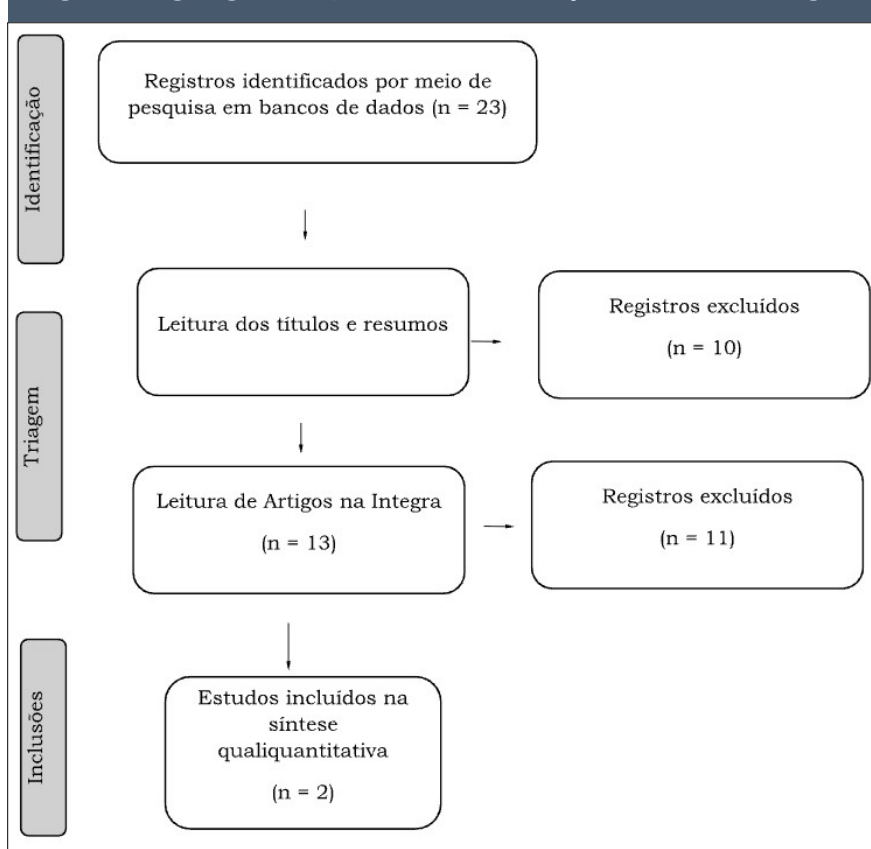 Identificação
Registros identificados por meio de
pesquisa em bancos de dados (n = 23)
Triagem
Leitura dos títulos e resumos
Registros excluídos
(n = 10)
Leitura de Artigos na Integra
(n = 13)
Registros excluídos
(n = 11)
Inclusões
Estudos incluídos na
síntese
qualiquantitativa
(n = 2)